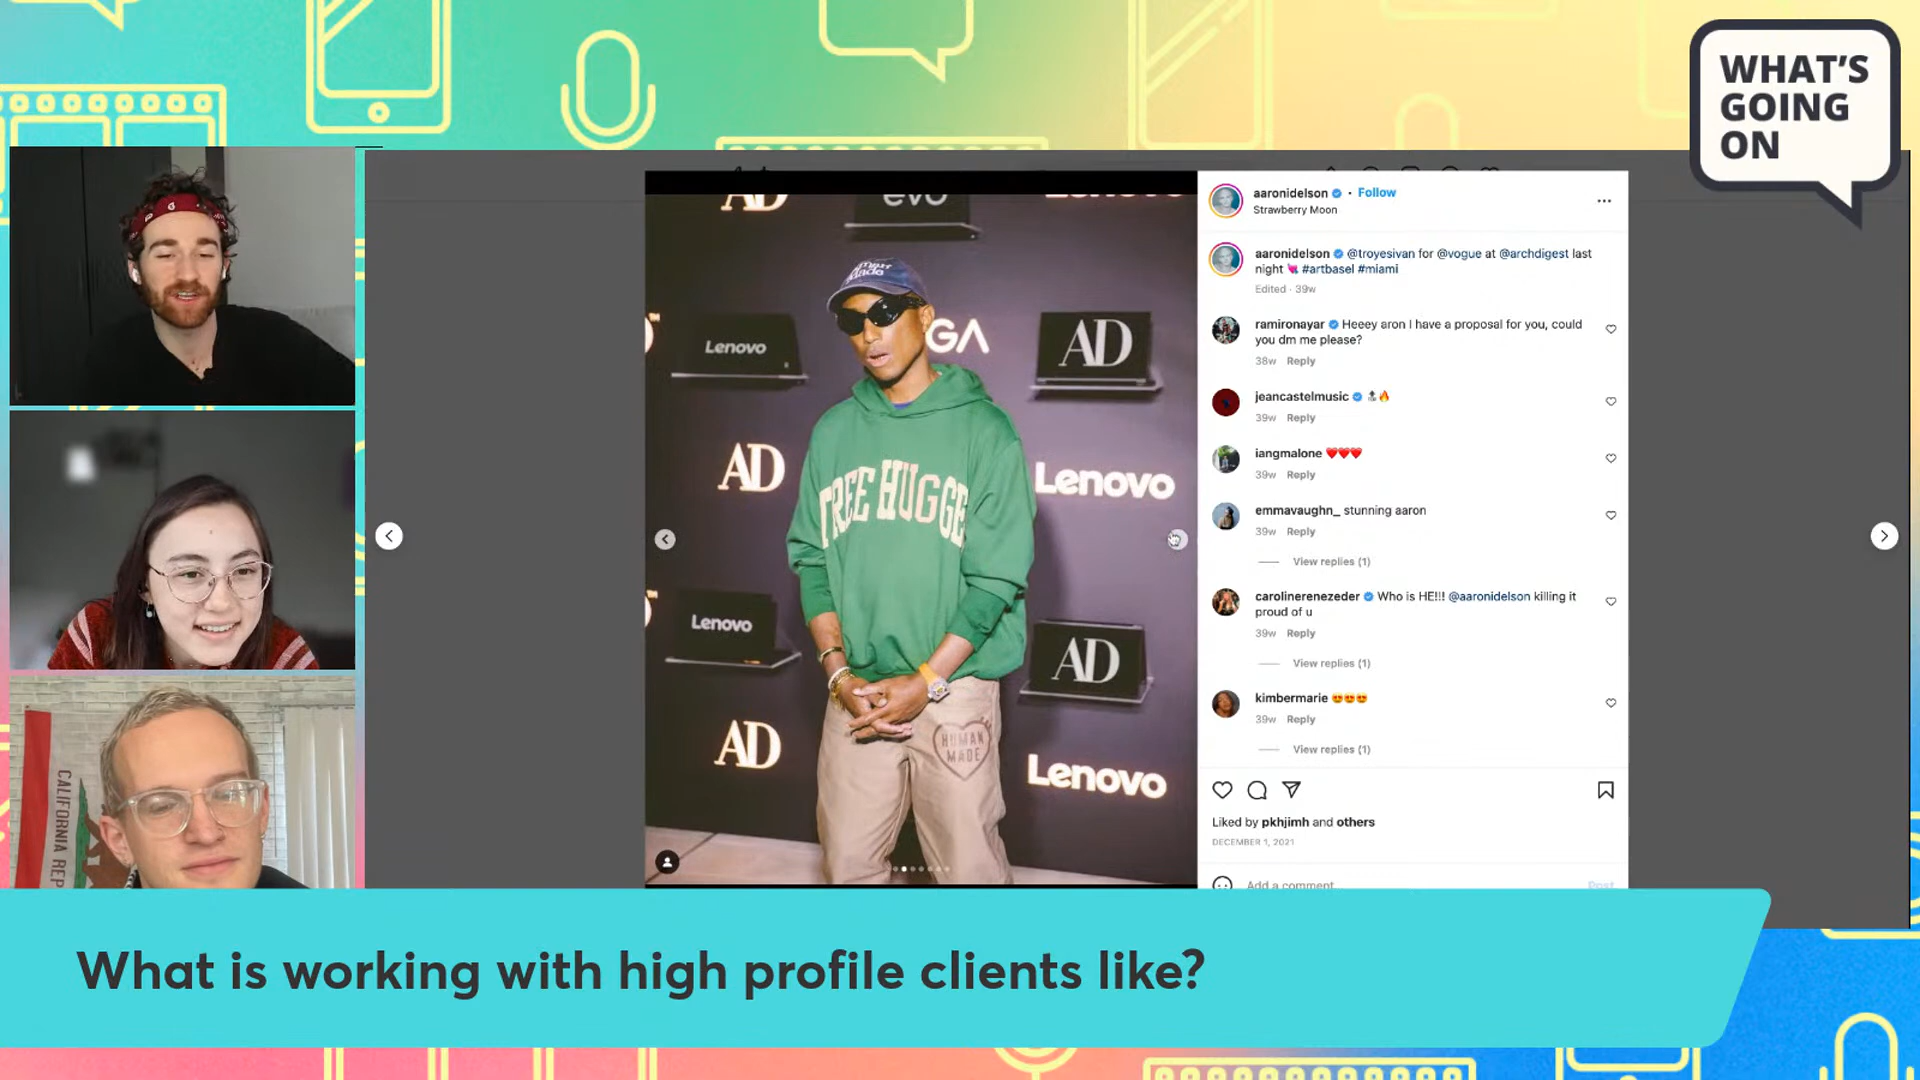 WHAT'S
GOING
ON
AD
evo
Lenovo
GA
AD
AD
Lenovo
TREE HUGGE
Lenovo
AD
AD
Lenovo
HUMAN
MADE
CALIFORNIA REP
aaronidelson • Follow
Strawberry Moon
aaronidelson @troyesivan for @vogue at @archdigest last
night 💘 #artbasel #miami
Edited · 39w
ramironayar Heeey aron I have a proposal for you, could
you dm me please?
38w Reply
jeancastelmusic 🔥
39w Reply
iangmalone ❤️❤️❤️
39w Reply
emmavaughn_ stunning aaron
39w Reply
View replies (1)
carolinerenezeder Who is HE!!! @aaronidelson killing it
proud of u
39w Reply
View replies (1)
kimbermarie 😍😍😍
39w Reply
View replies (1)
Liked by pkhjimh and others
DECEMBER 1, 2021
Add a comment
Post
What is working with high profile clients like?